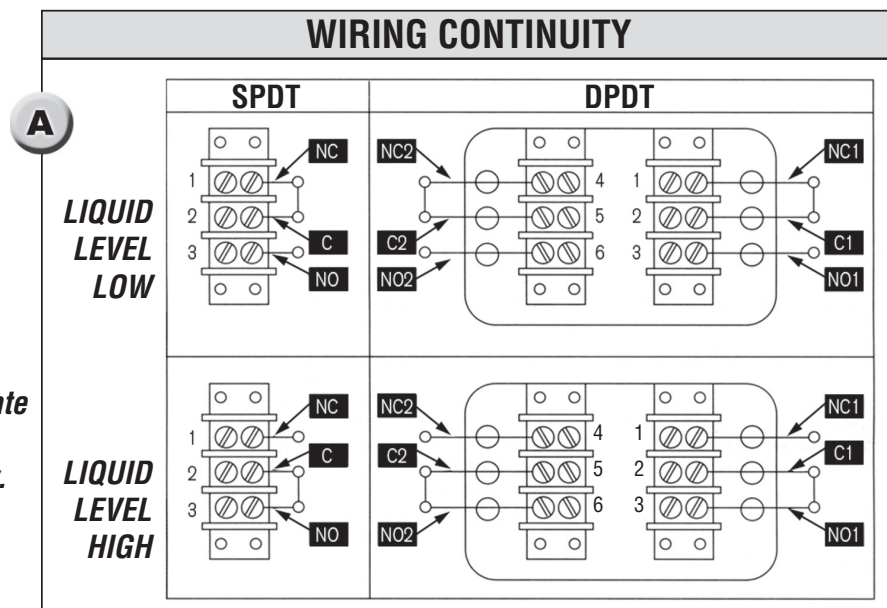 WIRING CONTINUITY
A
SPDT
DPDT
LIQUID
LEVEL
LOW
1
2
3
NC
C
NO
NC2
C2
NO2
4
5
6
1
2
3
NC1
C1
NO1
LIQUID
LEVEL
HIGH
1
2
3
NC
C
NO
NC2
C2
NO2
4
5
6
1
2
3
NC1
C1
NO1